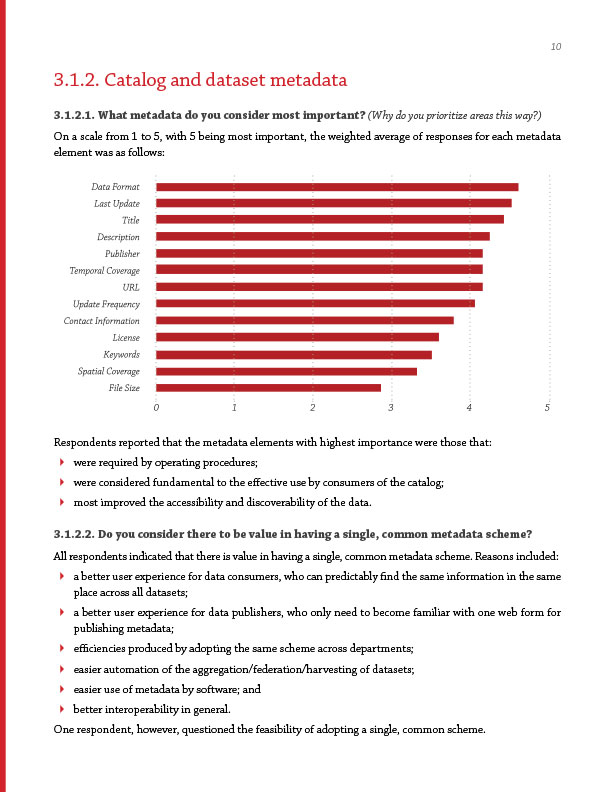 10
3.1.2. Catalog and dataset metadata
3.1.2.1. What metadata do you consider most important? (Why do you prioritize areas this way?)
On a scale from 1 to 5, with 5 being most important, the weighted average of responses for each metadata
element was as follows:
Data Format
Last Update
Title
Description
Publisher
Temporal Coverage
URL
Update Frequency
Contact Information
License
Keywords
Spatial Coverage
File Size
0 1 2 3 4 5
Respondents reported that the metadata elements with highest importance were those that:
were required by operating procedures;
were considered fundamental to the effective use by consumers of the catalog;
most improved the accessibility and discoverability of the data.
3.1.2.2. Do you consider there to be value in having a single, common metadata scheme?
All respondents indicated that there is value in having a single, common metadata scheme. Reasons included:
a better user experience for data consumers, who can predictably find the same information in the same
place across all datasets;
a better user experience for data publishers, who only need to become familiar with one web form for
publishing metadata;
efficiencies produced by adopting the same scheme across departments;
easier automation of the aggregation/federation/harvesting of datasets;
easier use of metadata by software; and
better interoperability in general.
One respondent, however, questioned the feasibility of adopting a single, common scheme.